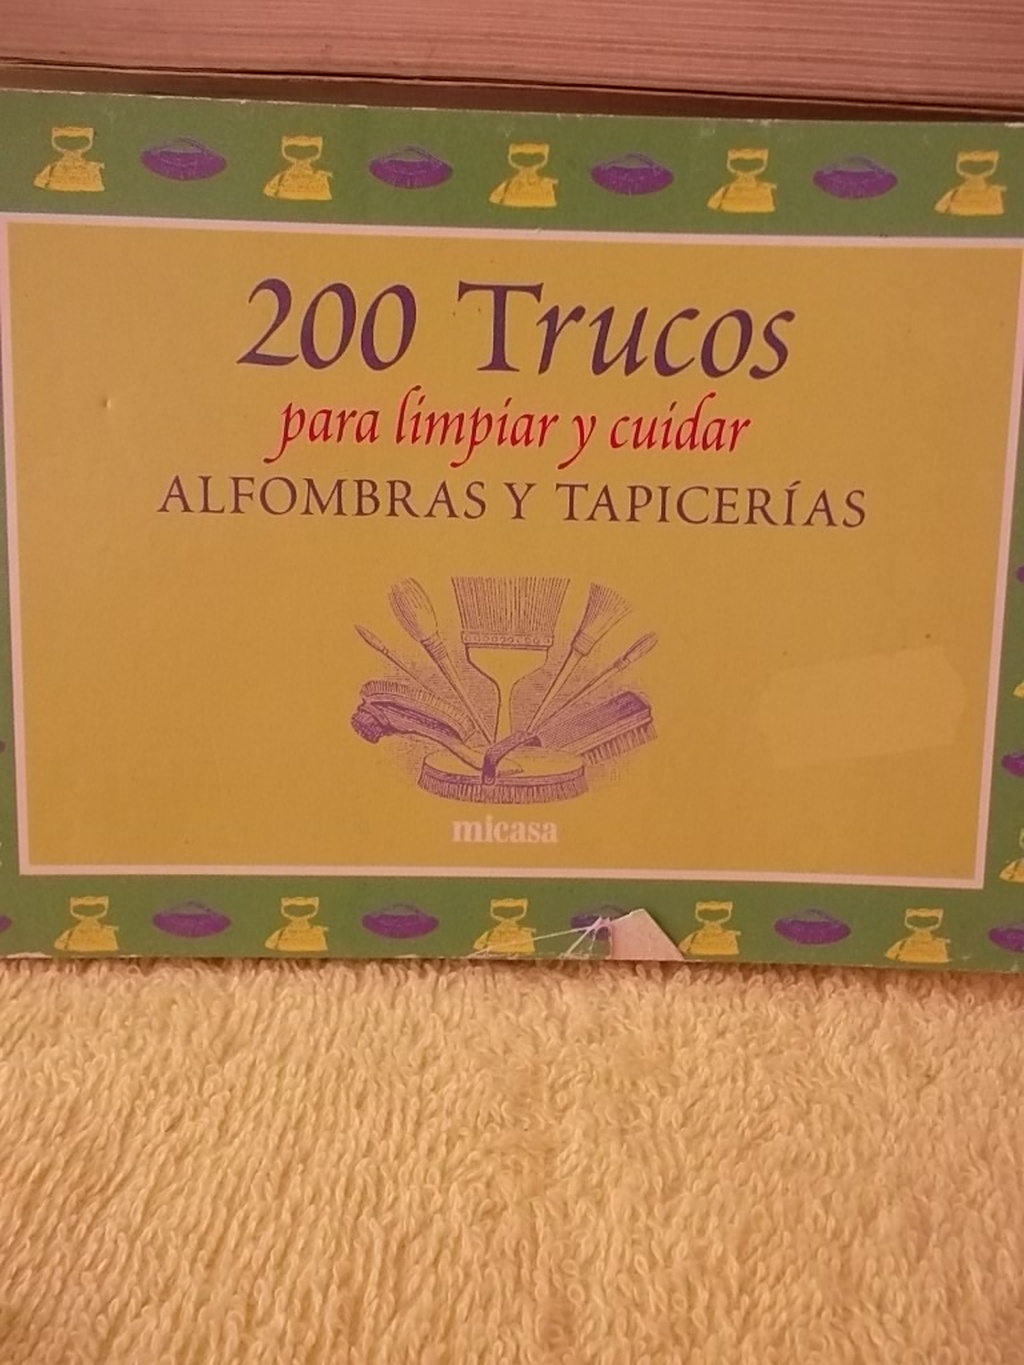 200 Trucos
para limpiar y cuidar
ALFOMBRAS Y TAPICERÍAS
micasa